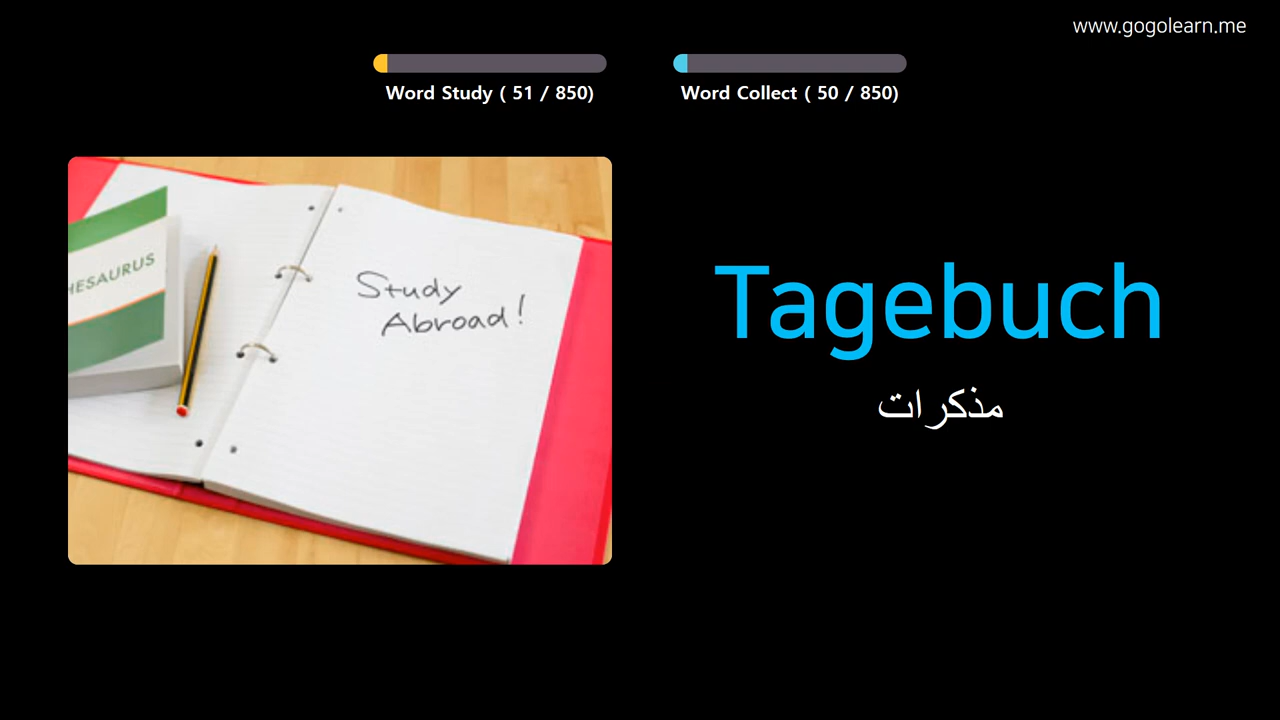 www.gogolearn.me
Word Study ( 51 / 850)
Word Collect ( 50 / 850)
HESAURUS
Study
Abroad!
Tagebuch
مذكرات